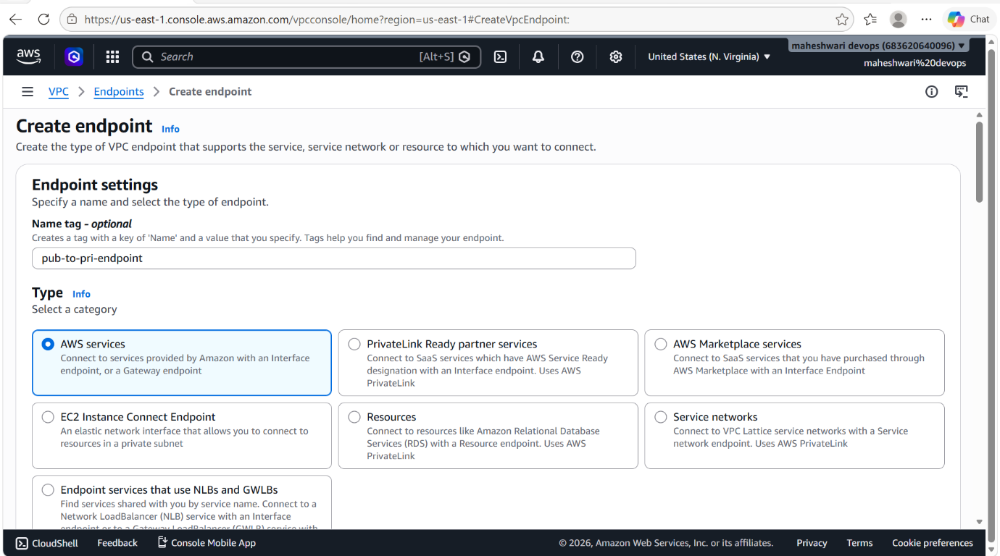 https://us-east-1.console.aws.amazon.com/vpcconsole/home?region=us-east-1#CreateVpcEndpoint:
Chat
aws
Search
[Alt+S]
United States (N. Virginia)
maheshwari devops (683620640096)
maheshwari%20devops
VPC
Endpoints
Create endpoint
Create endpoint Info
Create the type of VPC endpoint that supports the service, service network or resource to which you want to connect.
Endpoint settings
Specify a name and select the type of endpoint.
Name tag - optional
Creates a tag with a key of 'Name' and a value that you specify. Tags help you find and manage your endpoint.
pub-to-pri-endpoint
Type Info
Select a category
AWS services
Connect to services provided by Amazon with an Interface
endpoint, or a Gateway endpoint
PrivateLink Ready partner services
Connect to SaaS services which have AWS Service Ready
designation with an Interface endpoint. Uses AWS
PrivateLink
AWS Marketplace services
Connect to SaaS services that you have purchased through
AWS Marketplace with an Interface Endpoint
EC2 Instance Connect Endpoint
An elastic network interface that allows you to connect to
resources in a private subnet
Resources
Connect to resources like Amazon Relational Database
Services (RDS) with a Resource endpoint. Uses AWS
PrivateLink
Service networks
Connect to VPC Lattice service networks with a Service
network endpoint. Uses AWS PrivateLink
Endpoint services that use NLBs and GWLBs
Find services shared with you by service name. Connect to a
Network LoadBalancer (NLB) service with an Interface
endpoint or to a Gateway LoadBalancer (GWLB) service with
CloudShell
Feedback
Console Mobile App
© 2026, Amazon Web Services, Inc. or its affiliates.
Privacy
Terms
Cookie preferences